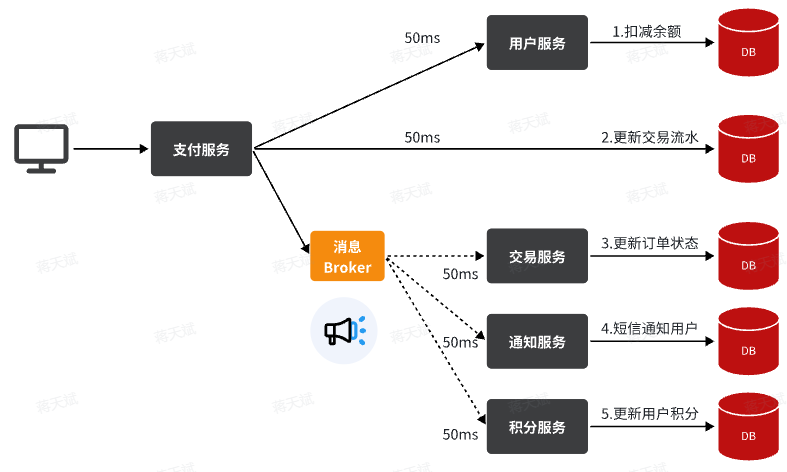 50ms
用户服务
1.扣减余额
DB
支付服务
50ms
2.更新交易流水
DB
消息
Broker
50ms
交易服务
3.更新订单状态
DB
50ms
通知服务
4.短信通知用户
DB
50ms
积分服务
5.更新用户积分
DB
蒋天斌